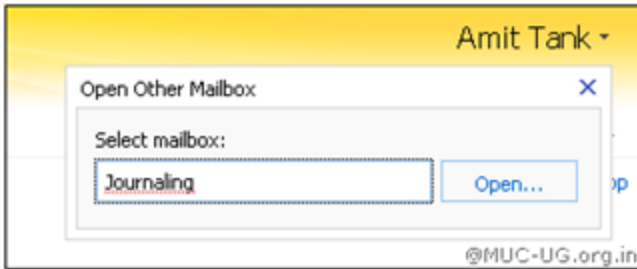 Amit Tank
Open Other Mailbox
Select mailbox:
Journaling
Open...
@MUC-UG.org.in